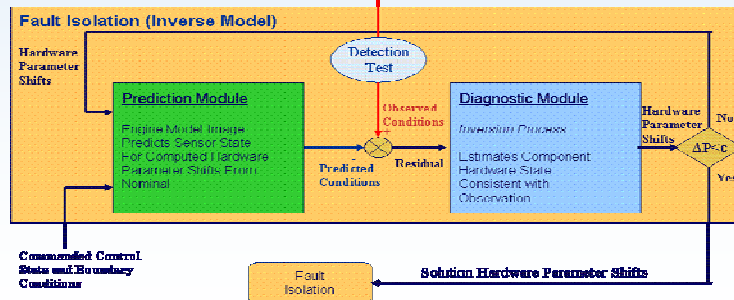 Fault Isolation (Inverse Model)
Hardware
Parameter
Shifts
Detection
Test
Prediction Module
Engine Model Image
Predicts Sensor State
For Computed Hardware
Parameter Shifts From
Nominal
Observed
Conditions
+
-
Predicted
Conditions
Residual
Diagnostic Module
Inversion Process
Estimates Component
Hardware State
Consistent with
Observation
Hardware
Parameter
Shifts
No
ΔP<ε
Yes
Commanded Control
State and Boundary
Conditions
Fault
Isolation
Solution Hardware Parameter Shifts